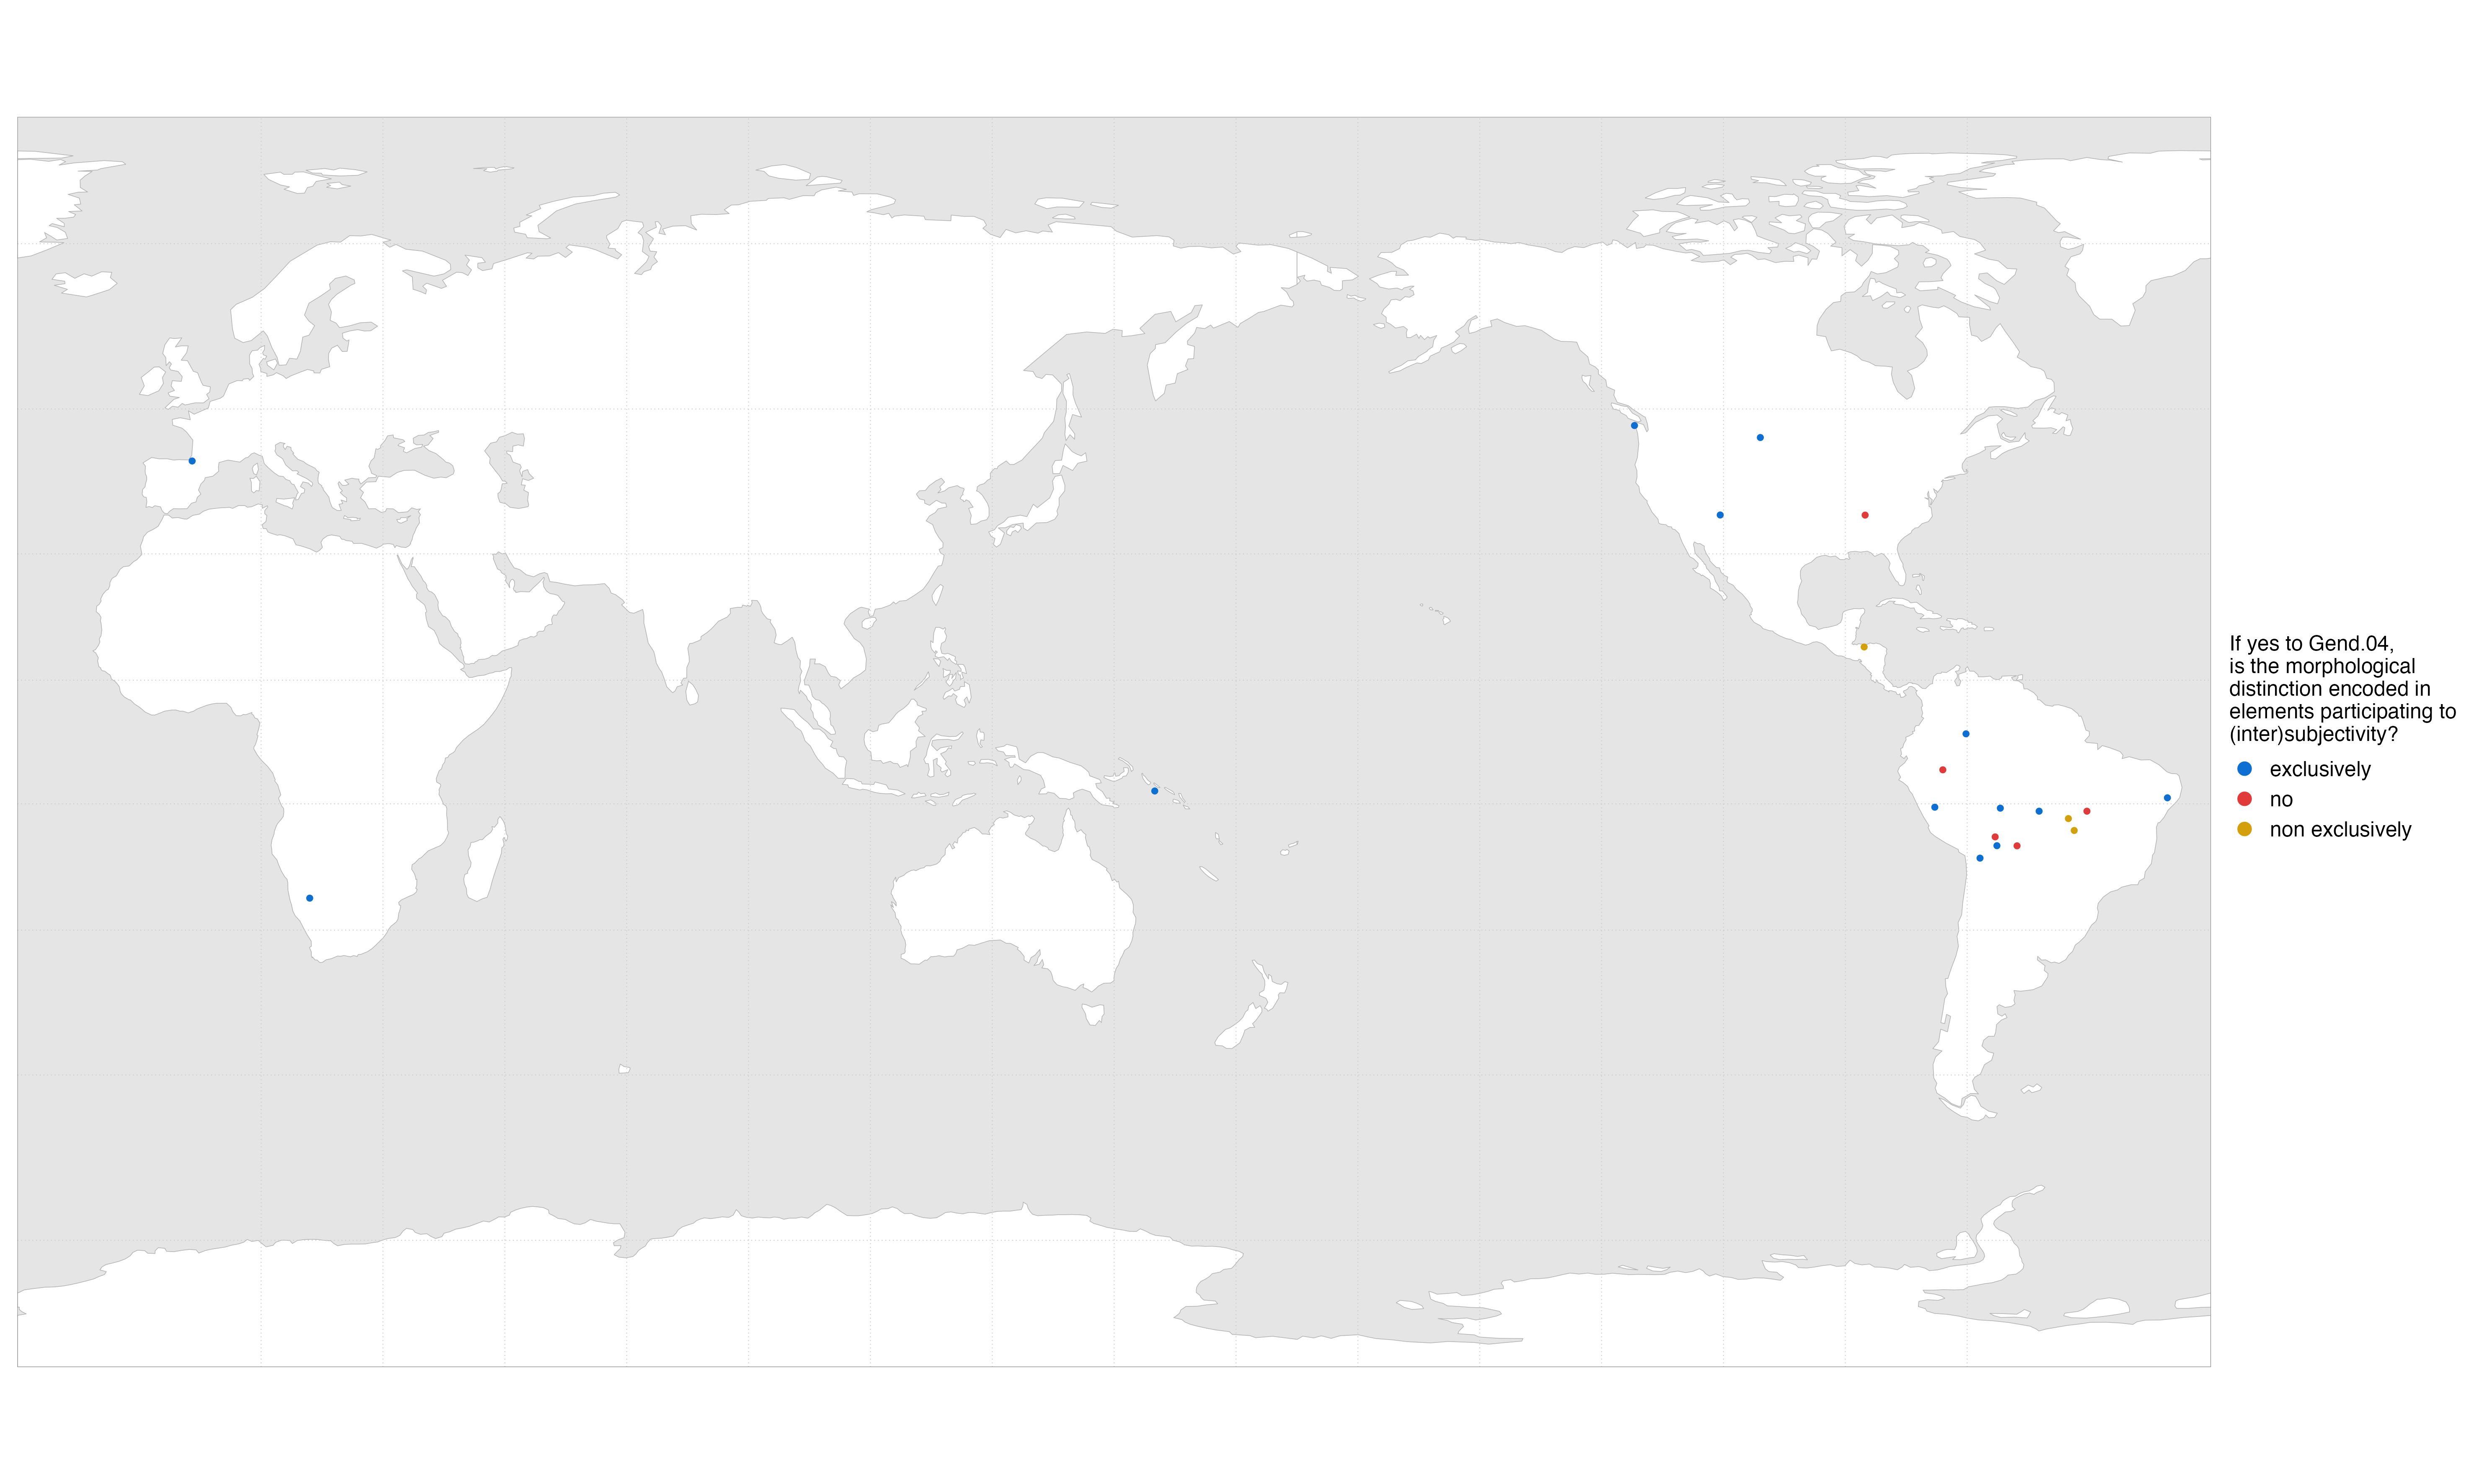 If yes to Gend.04,
is the morphological
distinction encoded in
elements participating to
(inter)subjectivity?
exclusively
no
non exclusively